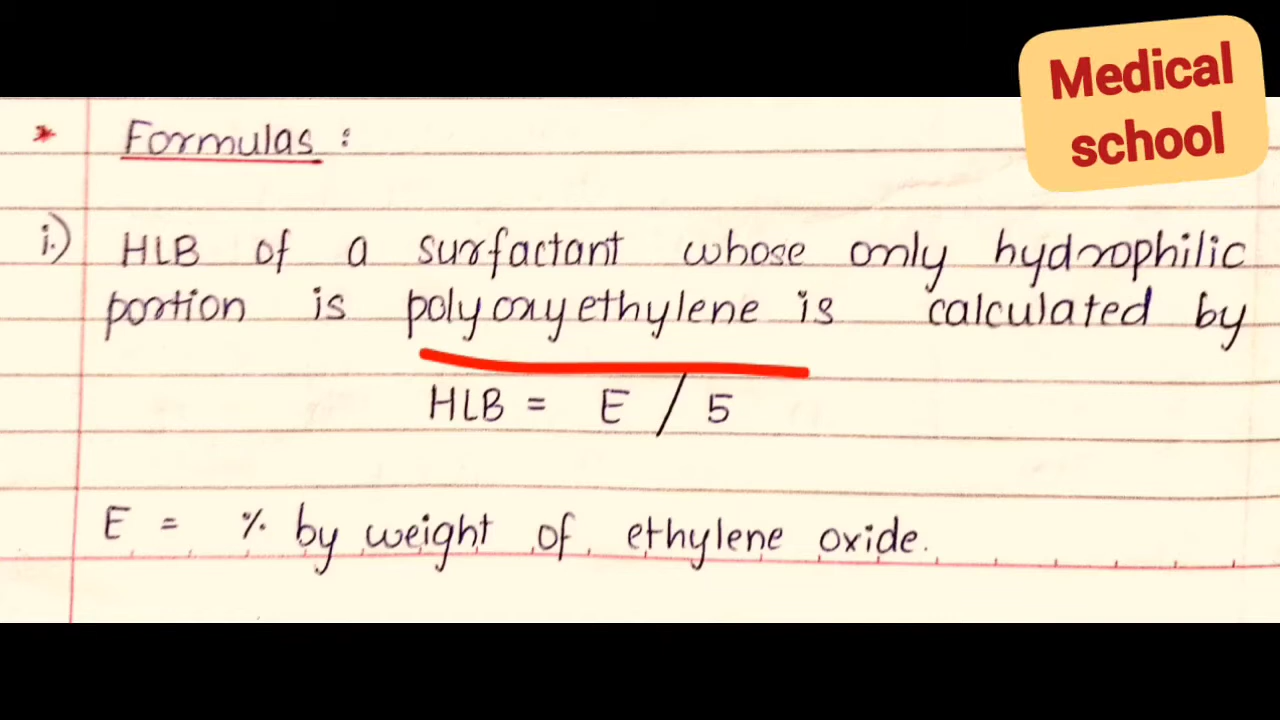 Medical
school
* Formulas :
i.) HLB of a surfactant whose only hydrophilic
portion is polyoxyethylene is calculated by
HLB = E / 5
E = % by weight of ethylene oxide.